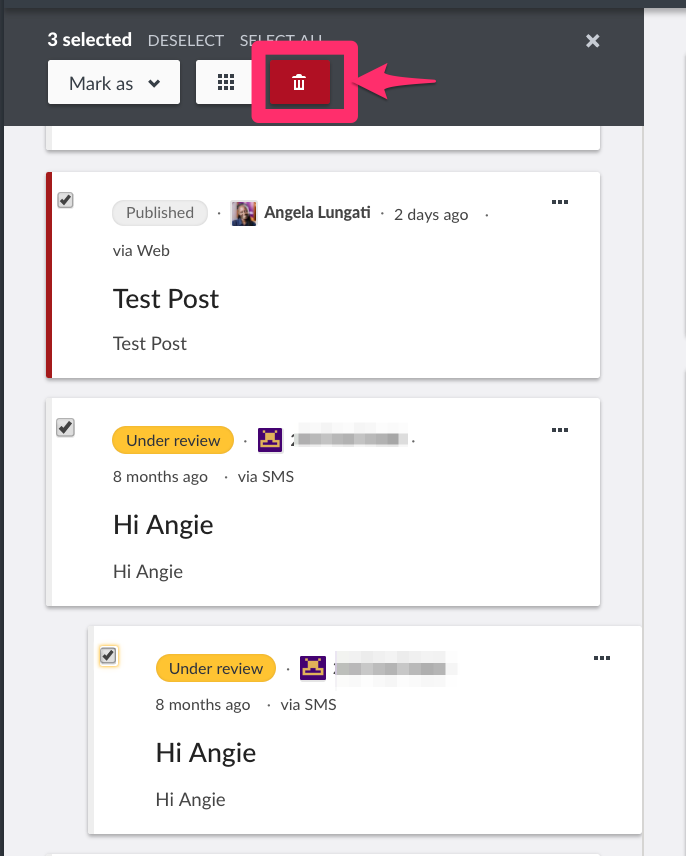 3 selected DESELECT SELECT ALL
Mark as
Published · Angela Lungati · 2 days ago ·
via Web
Test Post
Test Post
Under review · ·
8 months ago · via SMS
Hi Angie
Hi Angie
Under review ·
8 months ago · via SMS
Hi Angie
Hi Angie